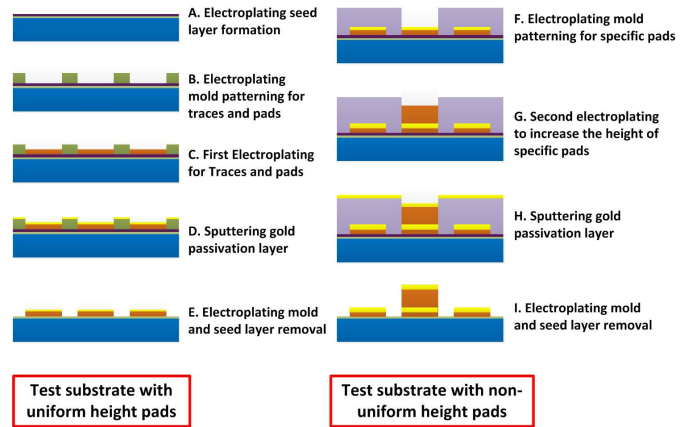 A. Electroplating seed
layer formation
B. Electroplating
mold patterning for
traces and pads
C. First Electroplating
for Traces and pads
D. Sputtering gold
passivation layer
E. Electroplating mold
and seed layer removal
Test substrate with
uniform height pads
F. Electroplating mold
patterning for specific pads
G. Second electroplating
to increase the height of
specific pads
H. Sputtering gold
passivation layer
I. Electroplating mold
and seed layer removal
Test substrate with non-
uniform height pads